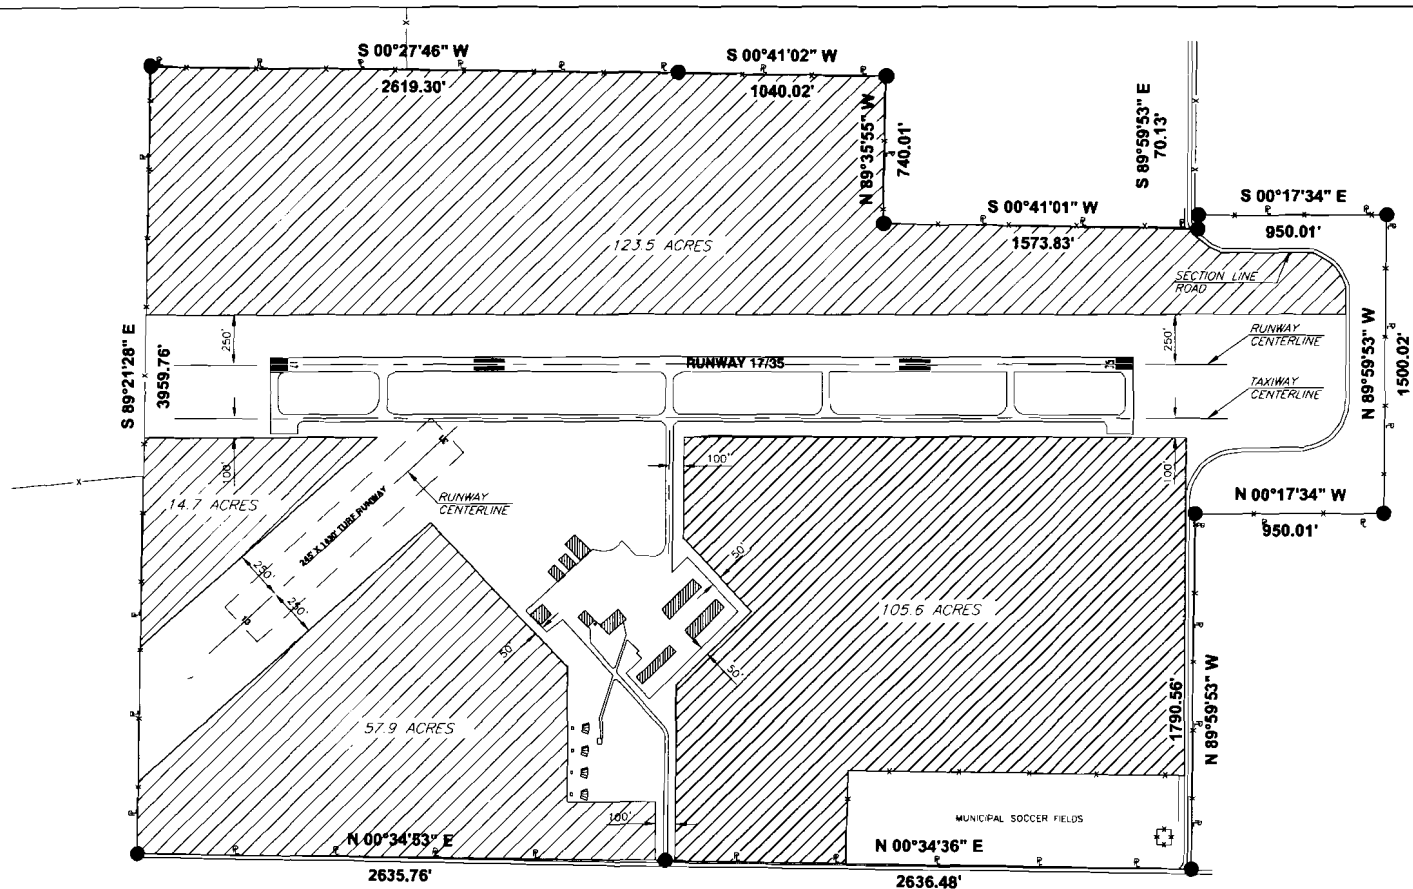 S 00°27'46" W
2619.30'
S 00°41'02" W
1040.02'
N 89°35'55" W
740.01'
S 89°59'53" E
70.13'
S 00°41'01" W
1573.83'
S 00°17'34" E
950.01'
123.5 ACRES
SECTION LINE
ROAD
S 89°21'28" E
3959.76'
250'
250'
RUNWAY
CENTERLINE
RUNWAY 17/35
17
35
TAXIWAY
CENTERLINE
N 89°59'53" W
1500.02'
100'
100'
100'
14.7 ACRES
RUNWAY
CENTERLINE
N 00°17'34" W
950.01'
250'
250'
50'
50'
50'
105.6 ACRES
57.9 ACRES
1790.56'
N 89°59'53" W
100'
MUNICIPAL SOCCER FIELDS
N 00°34'53" E
2635.76'
N 00°34'36" E
2636.48'